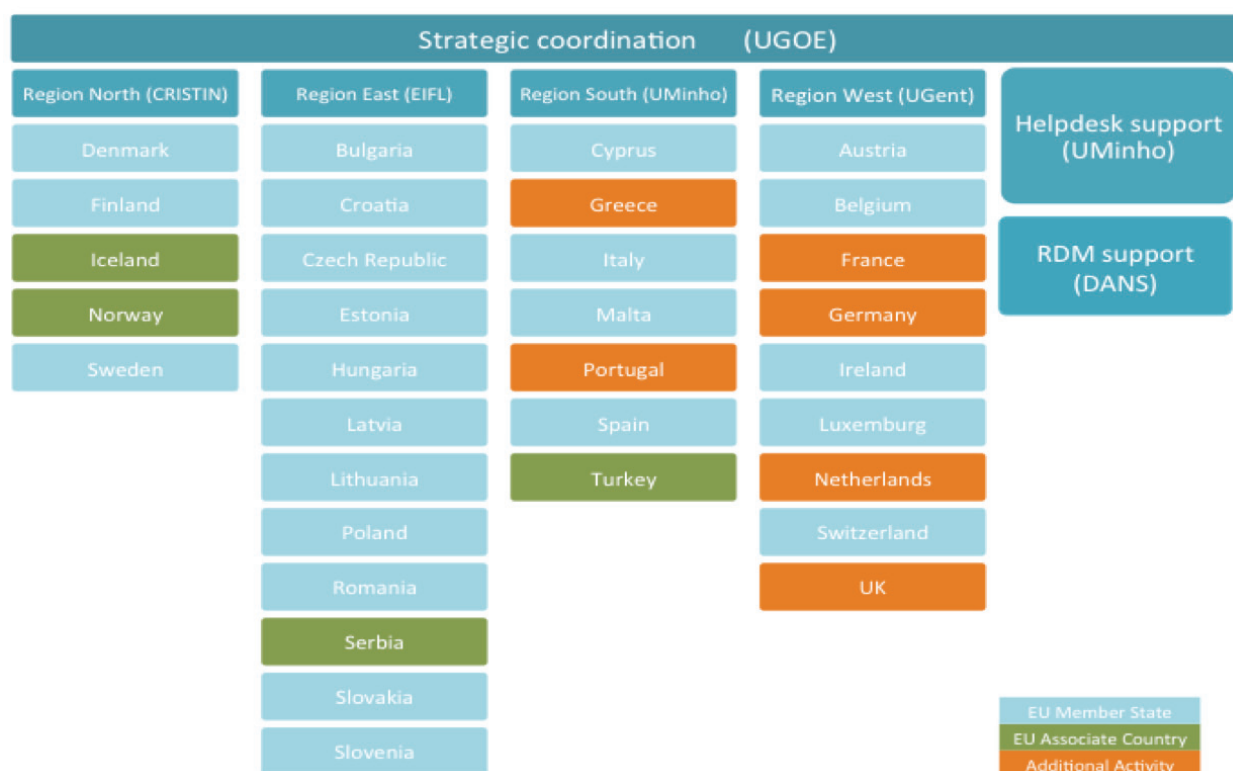 Strategic coordination (UGOE)
Region North (CRISTIN)
Denmark
Finland
Iceland
Norway
Sweden
Region East (EIFL)
Bulgaria
Croatia
Czech Republic
Estonia
Hungaria
Latvia
Lithuania
Poland
Romania
Serbia
Slovakia
Slovenia
Region South (UMinho)
Cyprus
Greece
Italy
Malta
Portugal
Spain
Turkey
Region West (UGent)
Austria
Belgium
France
Germany
Ireland
Luxemburg
Netherlands
Switzerland
UK
Helpdesk support
(UMinho)
RDM support
(DANS)
EU Member State
EU Associate Country
Additional Activity